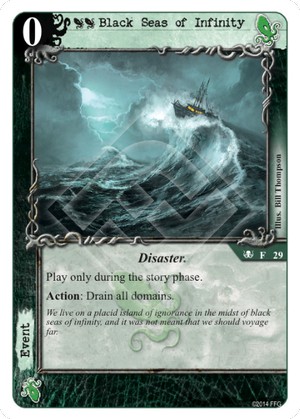 0
Black Seas of Infinity
Illus. Bill Thompson
F 29
Disaster.
Play only during the story phase.
Action: Drain all domains.
We live on a placid island of ignorance in the midst of black
seas of infinity, and it was not meant that we should voyage
far.
Event
©2014 FFG